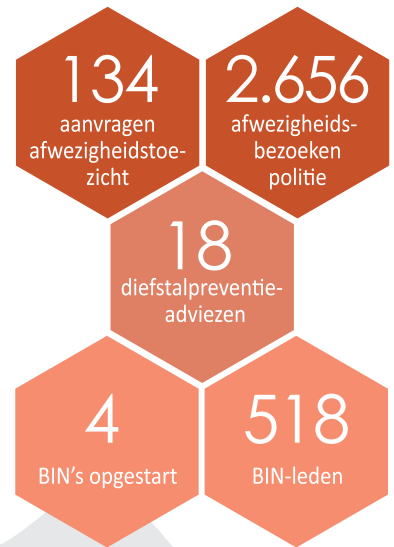 134
aanvragen
afwezigheidstoe-
zicht
2.656
afwezigheids-
bezoeken
politie
18
diefstalpreventie-
adviezen
4
BIN's opgestart
518
BIN-leden